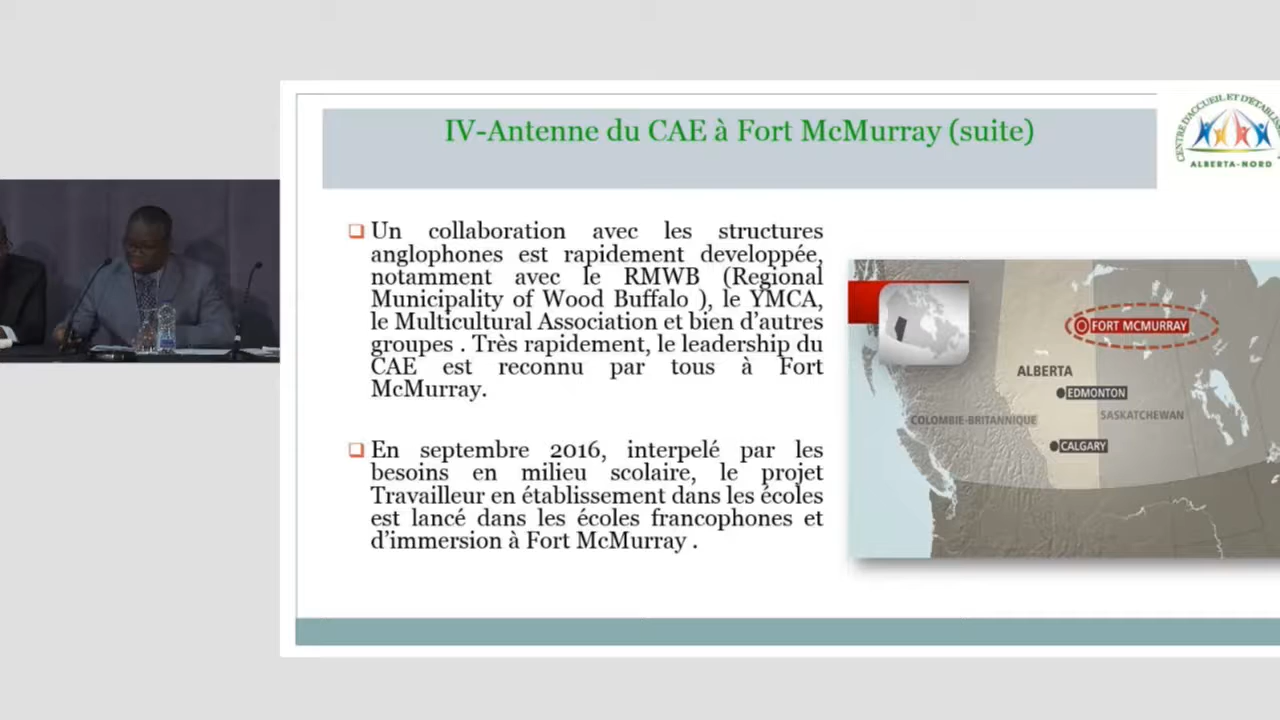 IV-Antenne du CAE à Fort McMurray (suite)
CENTRE D'ACCUEIL ET D'ÉTABLIS
ALBERTA-NORD
Un collaboration avec les structures
anglophones est rapidement developpée,
notamment avec le RMWB (Regional
Municipality of Wood Buffalo ), le YMCA,
le Multicultural Association et bien d'autres
groupes . Très rapidement, le leadership du
CAE est reconnu par tous à Fort
McMurray.
En septembre 2016, interpelé par les
besoins en milieu scolaire, le projet
Travailleur en établissement dans les écoles
est lancé dans les écoles francophones et
d'immersion à Fort McMurray .
FORT MCMURRAY
ALBERTA
EDMONTON
COLOMBIE-BRITANNIQUE
SASKATCHEWAN
CALGARY